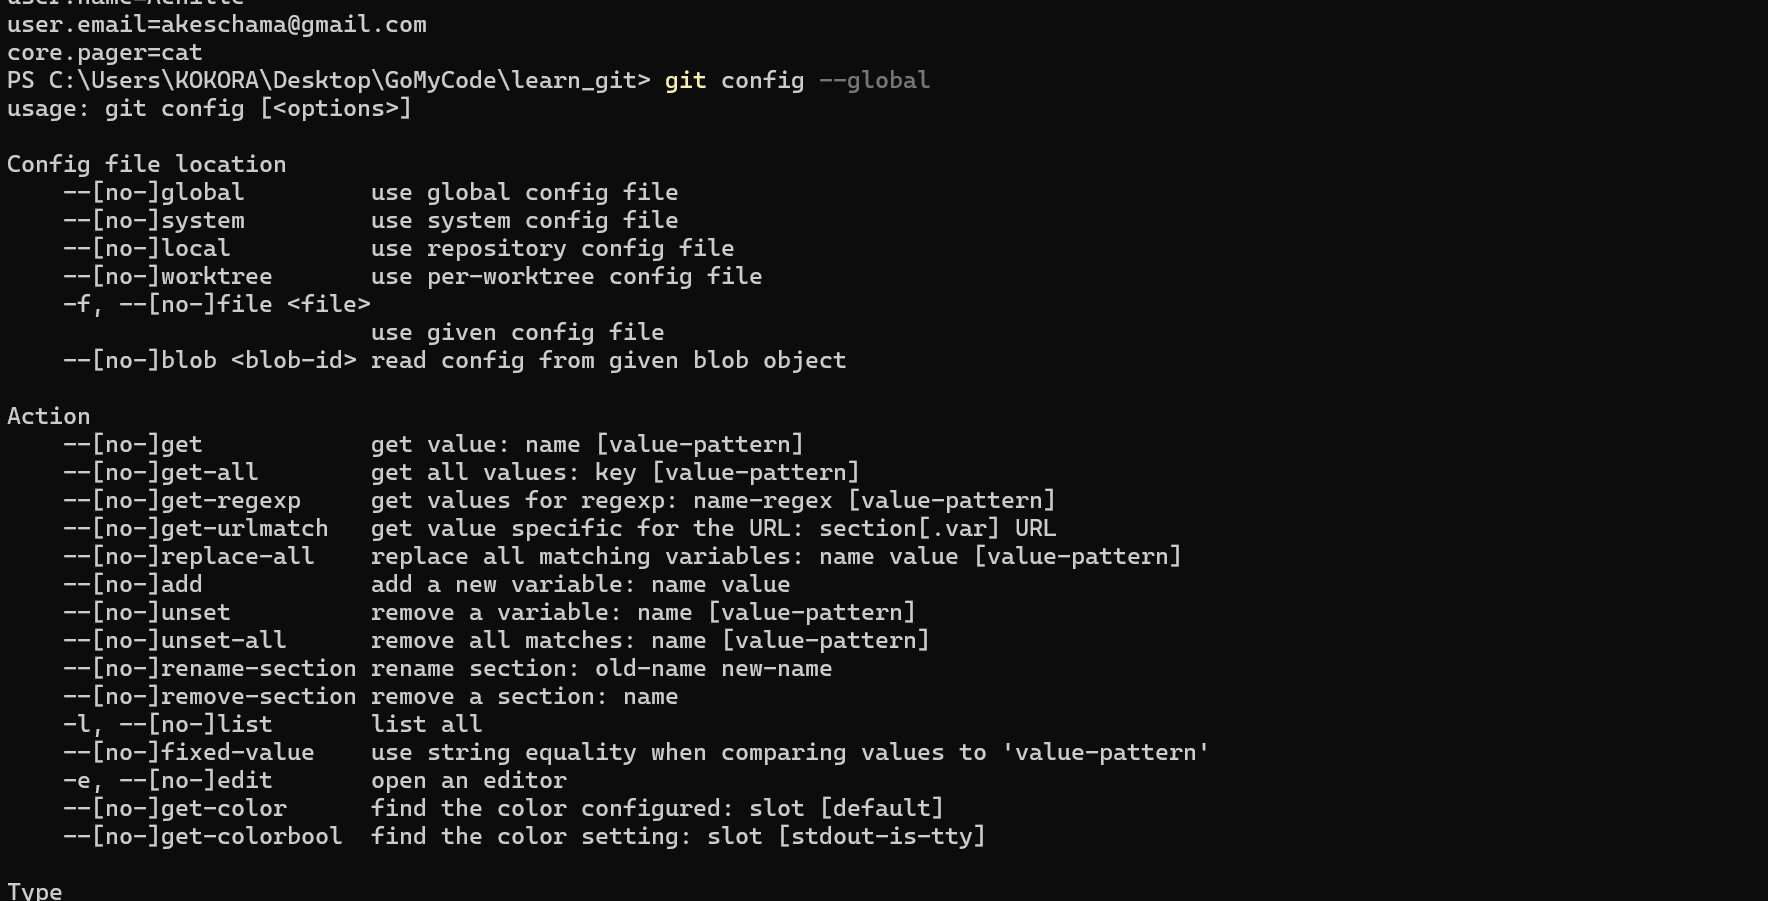 user.name=Achille
user.email=akeschama@gmail.com
core.pager=cat
PS C:\Users\KOKORA\Desktop\GoMyCode\learn_git> git config --global
usage: git config [<options>]

Config file location
    --[no-]global         use global config file
    --[no-]system         use system config file
    --[no-]local          use repository config file
    --[no-]worktree       use per-worktree config file
    -f, --[no-]file <file>
                          use given config file
    --[no-]blob <blob-id> read config from given blob object

Action
    --[no-]get            get value: name [value-pattern]
    --[no-]get-all        get all values: key [value-pattern]
    --[no-]get-regexp     get values for regexp: name-regex [value-pattern]
    --[no-]get-urlmatch   get value specific for the URL: section[.var] URL
    --[no-]replace-all    replace all matching variables: name value [value-pattern]
    --[no-]add            add a new variable: name value
    --[no-]unset          remove a variable: name [value-pattern]
    --[no-]unset-all      remove all matches: name [value-pattern]
    --[no-]rename-section rename section: old-name new-name
    --[no-]remove-section remove a section: name
    -l, --[no-]list       list all
    --[no-]fixed-value    use string equality when comparing values to 'value-pattern'
    -e, --[no-]edit       open an editor
    --[no-]get-color      find the color configured: slot [default]
    --[no-]get-colorbool  find the color setting: slot [stdout-is-tty]

Type